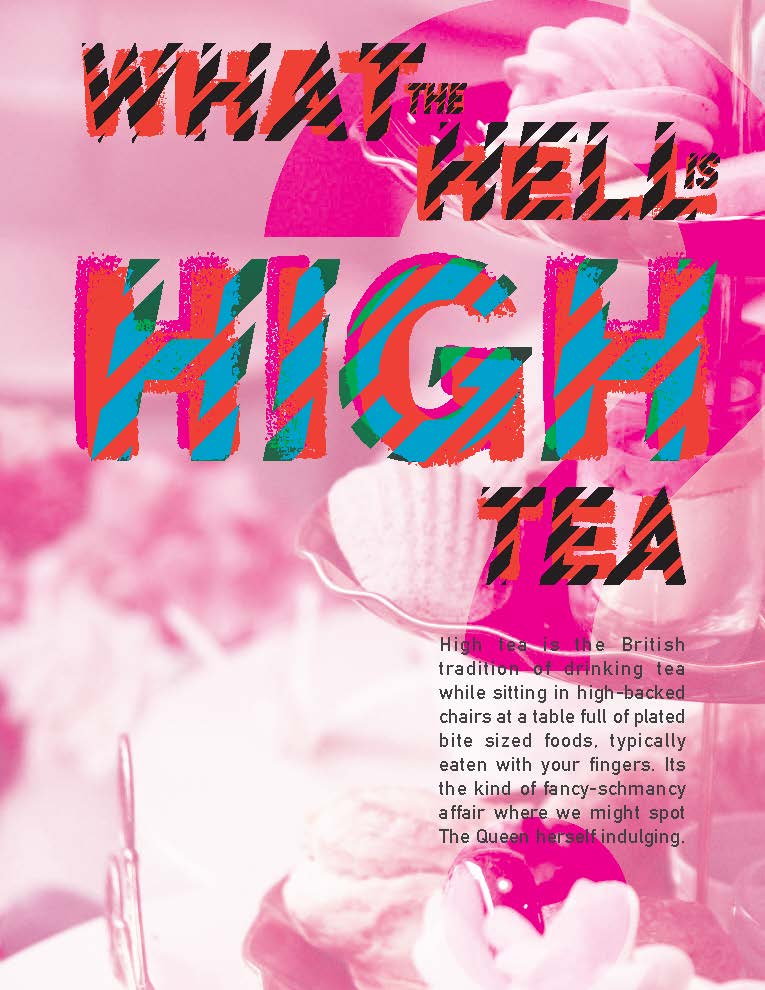 WHAT THE
HELL IS
HIGH
TEA
High tea is the British
tradition of drinking tea
while sitting in high-backed
chairs at a table full of plated
bite sized foods, typically
eaten with your fingers. Its
the kind of fancy-schmancy
affair where we might spot
The Queen herself indulging.